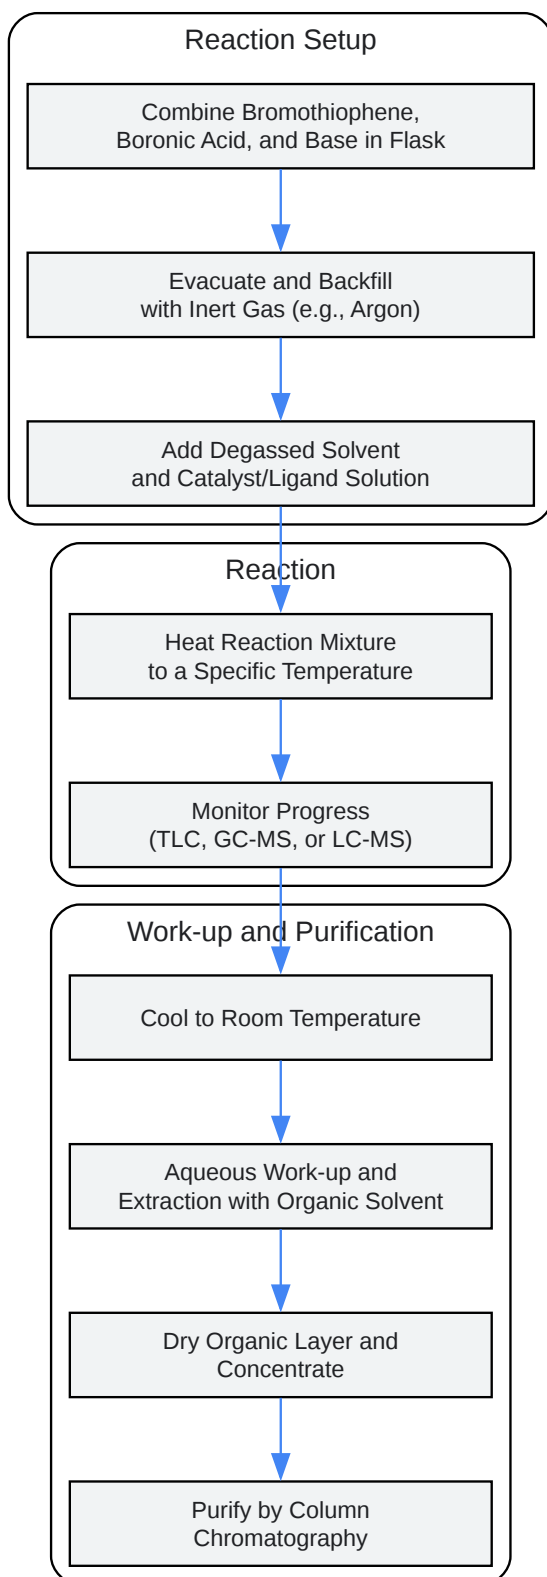 Reaction Setup
Combine Bromothiophene,
Boronic Acid, and Base in Flask
Evacuate and Backfill
with Inert Gas (e.g., Argon)
Add Degassed Solvent
and Catalyst/Ligand Solution
Reaction
Heat Reaction Mixture
to a Specific Temperature
Monitor Progress
(TLC, GC-MS, or LC-MS)
Work-up and Purification
Cool to Room Temperature
Aqueous Work-up and
Extraction with Organic Solvent
Dry Organic Layer and
Concentrate
Purify by Column
Chromatography